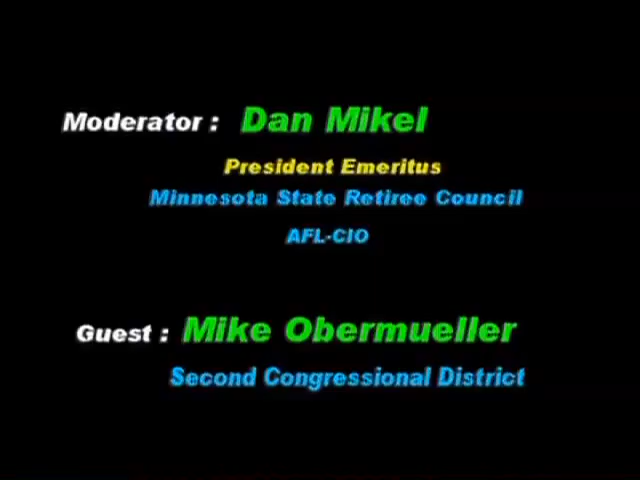 Moderator : Dan Mikel
President Emeritus
Minnesota State Retiree Council
AFL-CIO
Guest : Mike Obermueller
Second Congressional District